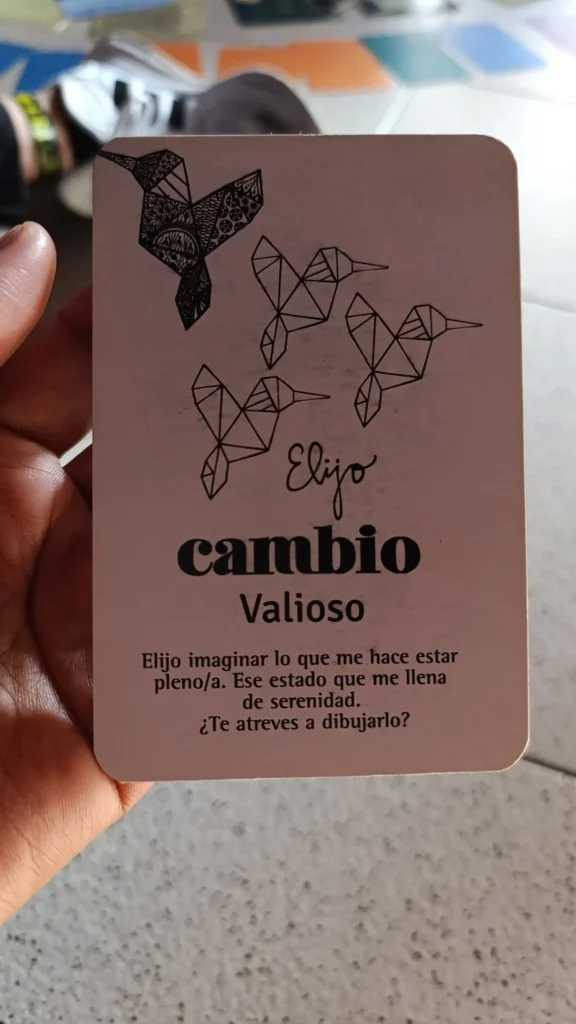 Elijo
cambio
Valioso
Elijo imaginar lo que me hace estar
pleno/a. Ese estado que me llena
de serenidad.
¿Te atreves a dibujarlo?